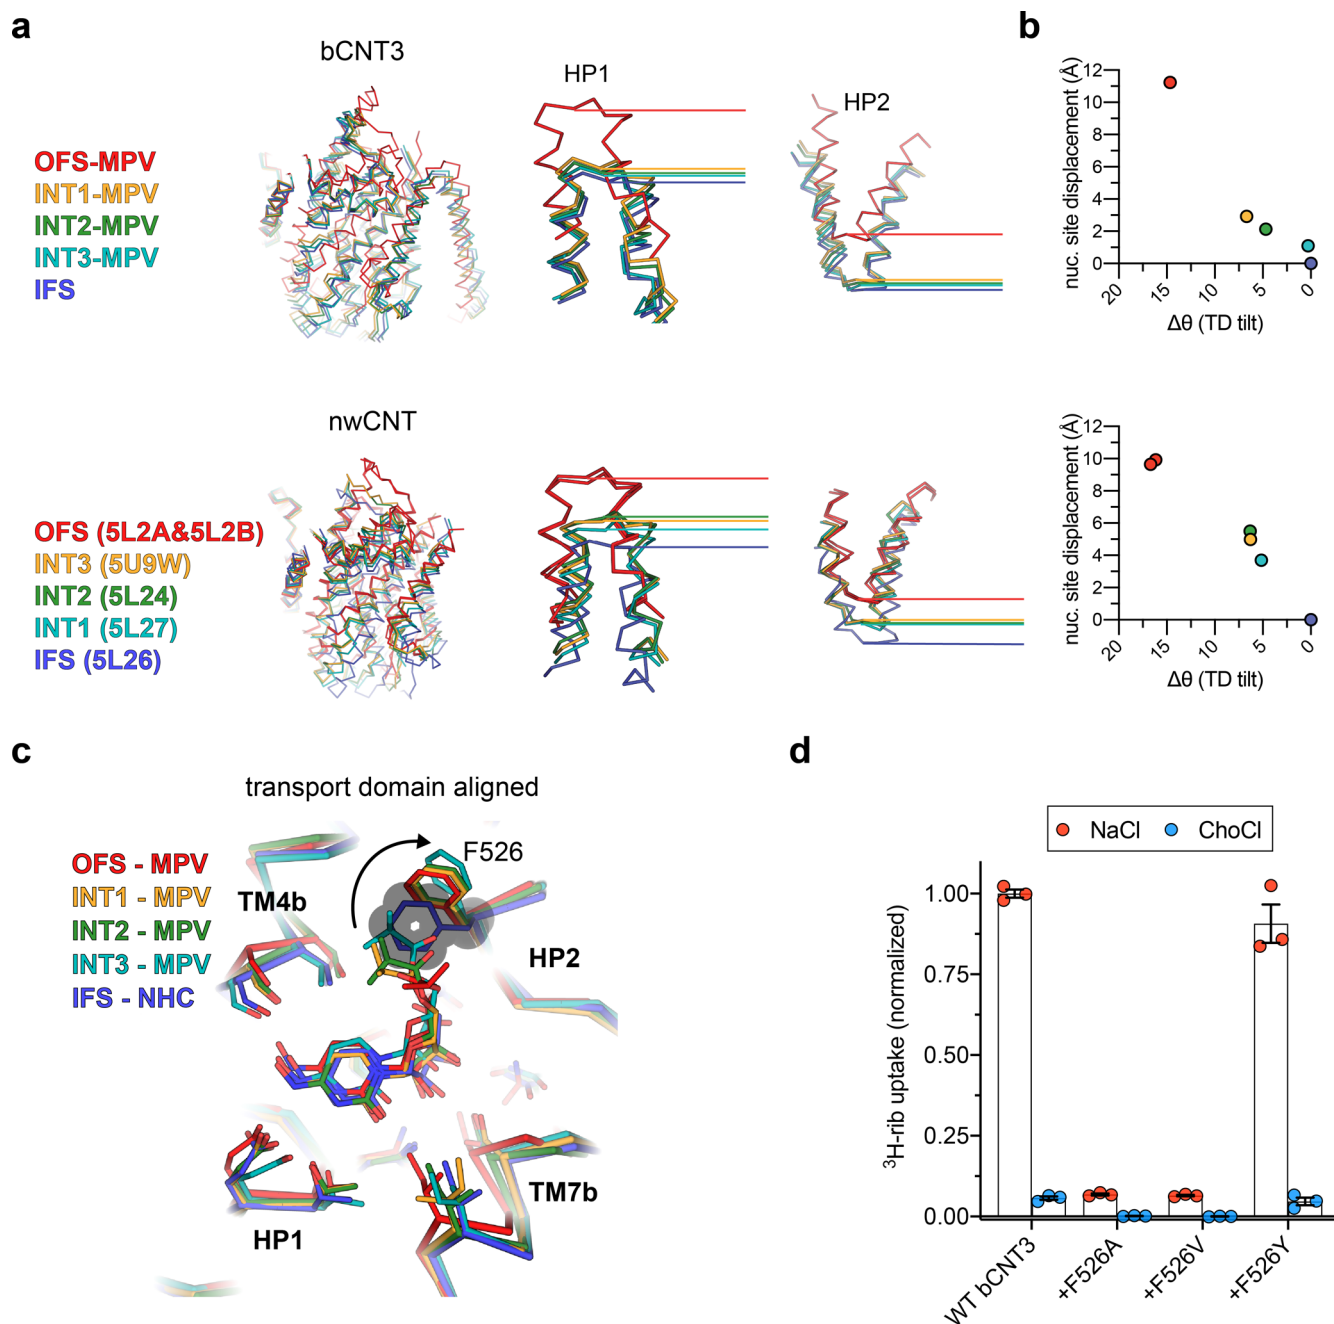 a
bCNT3
HP1
HP2
OFS-MPV
INT1-MPV
INT2-MPV
INT3-MPV
IFS
b
nuc. site displacement (Å)
12
10
8
6
4
2
0
20
15
10
5
0
Δθ (TD tilt)
nwCNT
OFS (5L2A&5L2B)
INT3 (5U9W)
INT2 (5L24)
INT1 (5L27)
IFS (5L26)
nuc. site displacement (Å)
12
10
8
6
4
2
0
20
15
10
5
0
Δθ (TD tilt)
c
transport domain aligned
OFS - MPV
INT1 - MPV
INT2 - MPV
INT3 - MPV
IFS - NHC
F526
TM4b
HP2
TM7b
HP1
d
NaCl
ChoCl
³H-rib uptake (normalized)
1.00
0.75
0.50
0.25
0.00
WT bCNT3
+F526A
+F526V
+F526Y